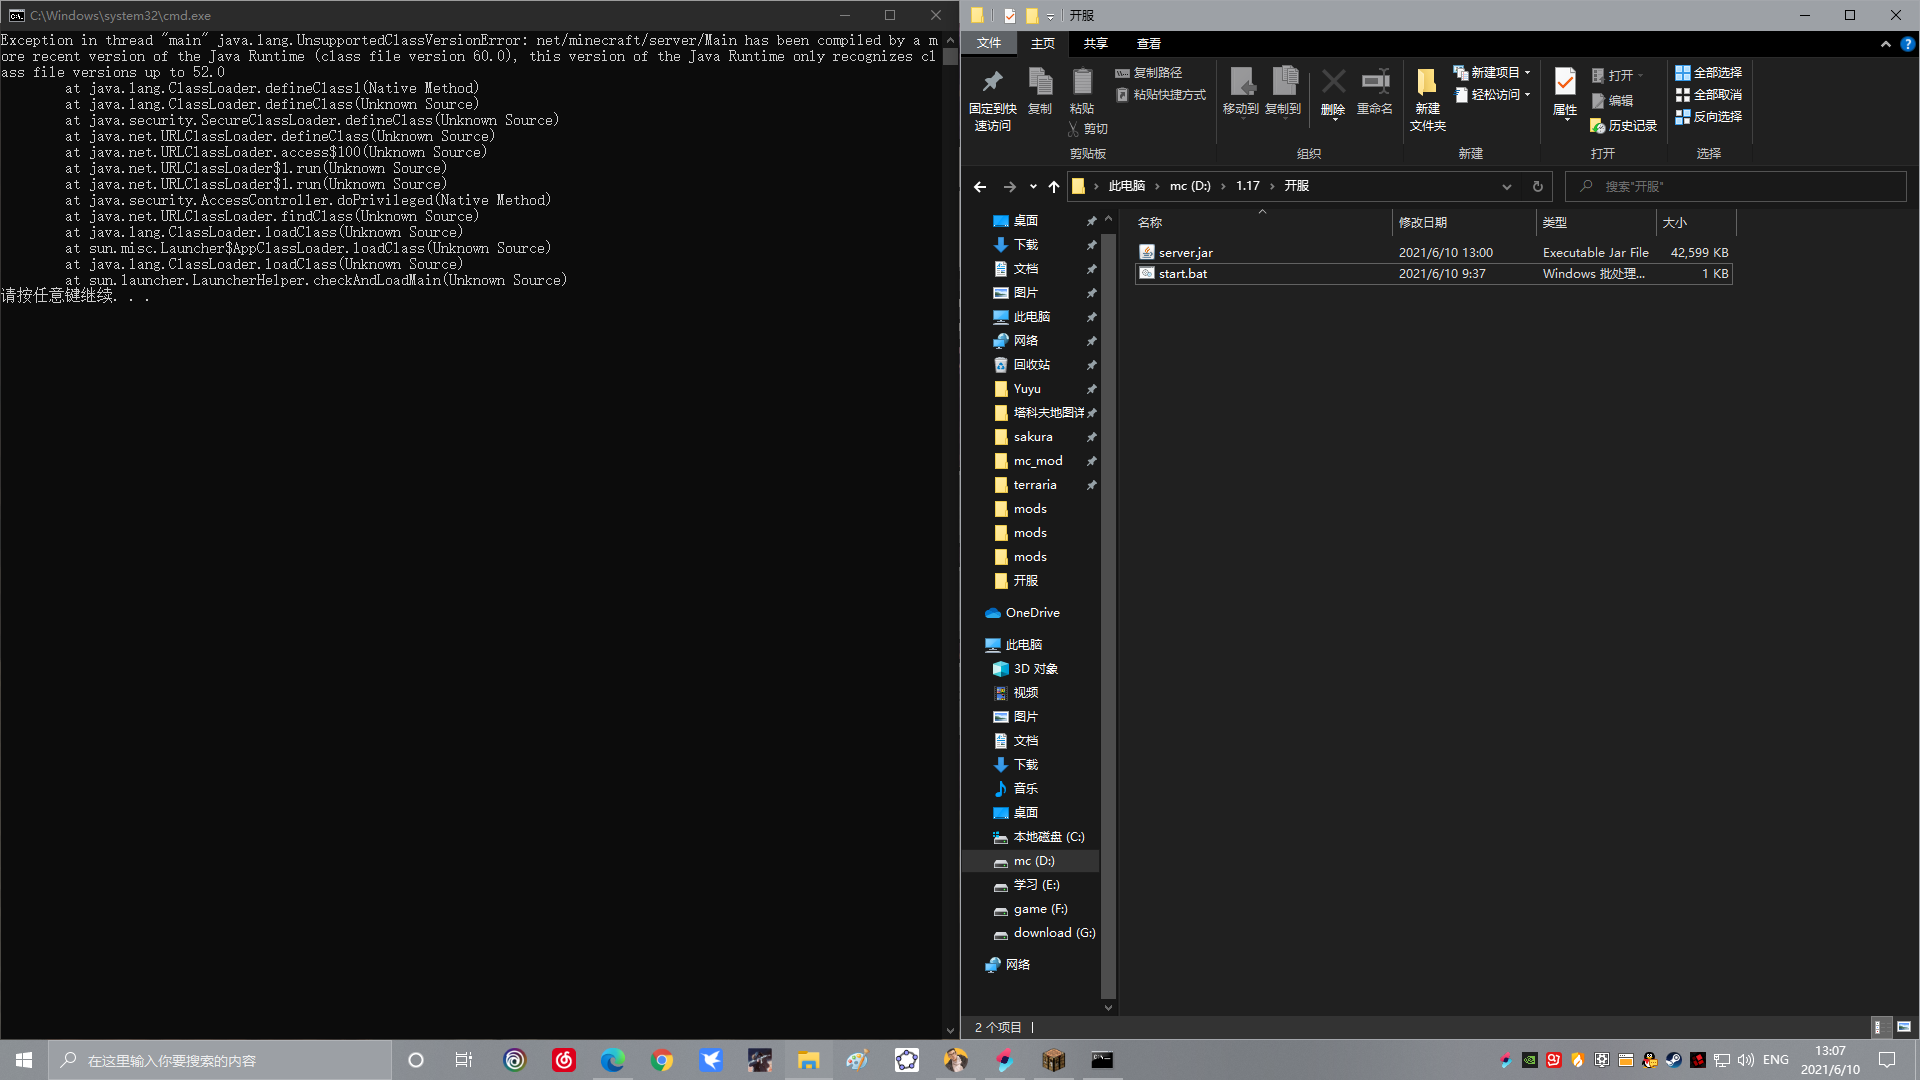 C:\Windows\system32\cmd.exe
Exception in thread "main" java.lang.UnsupportedClassVersionError: net/minecraft/server/Main has been compiled by a m
ore recent version of the Java Runtime (class file version 60.0), this version of the Java Runtime only recognizes cl
ass file versions up to 52.0
at java.lang.ClassLoader.defineClass1(Native Method)
at java.lang.ClassLoader.defineClass(Unknown Source)
at java.security.SecureClassLoader.defineClass(Unknown Source)
at java.net.URLClassLoader.defineClass(Unknown Source)
at java.net.URLClassLoader.access$100(Unknown Source)
at java.net.URLClassLoader$1.run(Unknown Source)
at java.net.URLClassLoader$1.run(Unknown Source)
at java.security.AccessController.doPrivileged(Native Method)
at java.net.URLClassLoader.findClass(Unknown Source)
at java.lang.ClassLoader.loadClass(Unknown Source)
at sun.misc.Launcher$AppClassLoader.loadClass(Unknown Source)
at java.lang.ClassLoader.loadClass(Unknown Source)
at sun.launcher.LauncherHelper.checkAndLoadMain(Unknown Source)
请按任意键继续. . .
开服
文件 主页 共享 查看
固定到快
速访问
复制
粘贴
复制路径
粘贴快捷方式
剪切
剪贴板
移动到 复制到 删除 重命名
组织
新建
文件夹
新建项目
轻松访问
新建
属性
打开
编辑
历史记录
打开
全部选择
全部取消
反向选择
选择
此电脑 mc (D:) 1.17 开服
搜索"开服"
桌面
下载
文档
图片
此电脑
网络
回收站
Yuyu
塔科夫地图详
sakura
mc_mod
terraria
mods
mods
mods
开服
OneDrive
此电脑
3D 对象
视频
图片
文档
下载
音乐
桌面
本地磁盘 (C:)
mc (D:)
学习 (E:)
game (F:)
download (G:)
网络
名称 修改日期 类型 大小
server.jar 2021/6/10 13:00 Executable Jar File 42,599 KB
start.bat 2021/6/10 9:37 Windows 批处理... 1 KB
2 个项目
在这里输入你要搜索的内容
ENG
13:07
2021/6/10